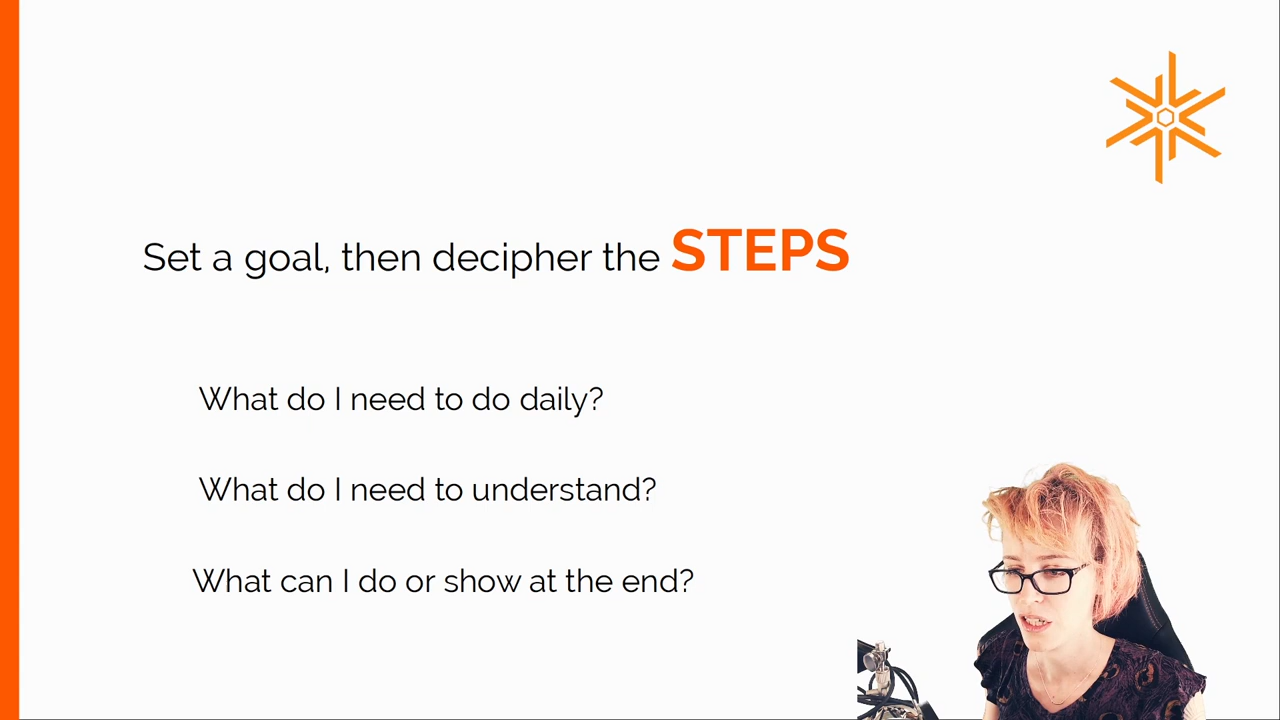 Set a goal, then decipher the STEPS
What do I need to do daily?
What do I need to understand?
What can I do or show at the end?